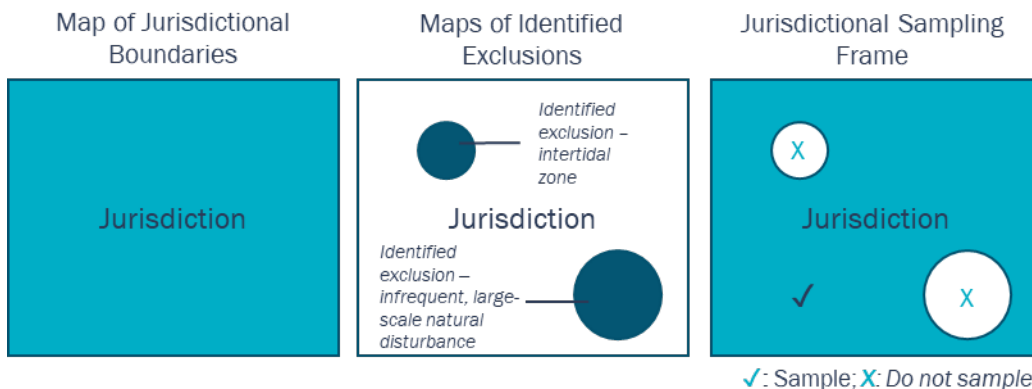 Map of Jurisdictional
Boundaries
Jurisdiction
Maps of Identified
Exclusions
Identified
exclusion –
intertidal
zone
Jurisdiction
Identified
exclusion –
infrequent, large-
scale natural
disturbance
Jurisdictional Sampling
Frame
X
Jurisdiction
✓
X
✓: Sample; X: Do not sample